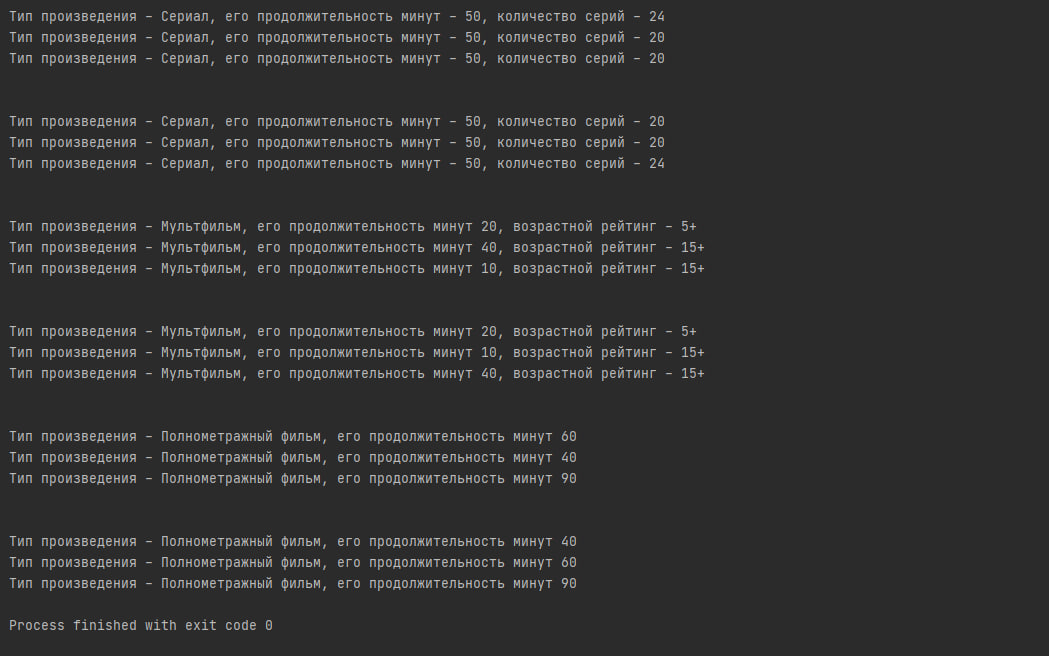 Тип произведения – Сериал, его продолжительность минут – 50, количество серий – 24
Тип произведения – Сериал, его продолжительность минут – 50, количество серий – 20
Тип произведения – Сериал, его продолжительность минут – 50, количество серий – 20
Тип произведения – Сериал, его продолжительность минут – 50, количество серий – 20
Тип произведения – Сериал, его продолжительность минут – 50, количество серий – 20
Тип произведения – Сериал, его продолжительность минут – 50, количество серий – 24
Тип произведения – Мультфильм, его продолжительность минут 20, возрастной рейтинг – 5+
Тип произведения – Мультфильм, его продолжительность минут 40, возрастной рейтинг – 15+
Тип произведения – Мультфильм, его продолжительность минут 10, возрастной рейтинг – 15+
Тип произведения – Мультфильм, его продолжительность минут 20, возрастной рейтинг – 5+
Тип произведения – Мультфильм, его продолжительность минут 10, возрастной рейтинг – 15+
Тип произведения – Мультфильм, его продолжительность минут 40, возрастной рейтинг – 15+
Тип произведения – Полнометражный фильм, его продолжительность минут 60
Тип произведения – Полнометражный фильм, его продолжительность минут 40
Тип произведения – Полнометражный фильм, его продолжительность минут 90
Тип произведения – Полнометражный фильм, его продолжительность минут 40
Тип произведения – Полнометражный фильм, его продолжительность минут 60
Тип произведения – Полнометражный фильм, его продолжительность минут 90
Process finished with exit code 0